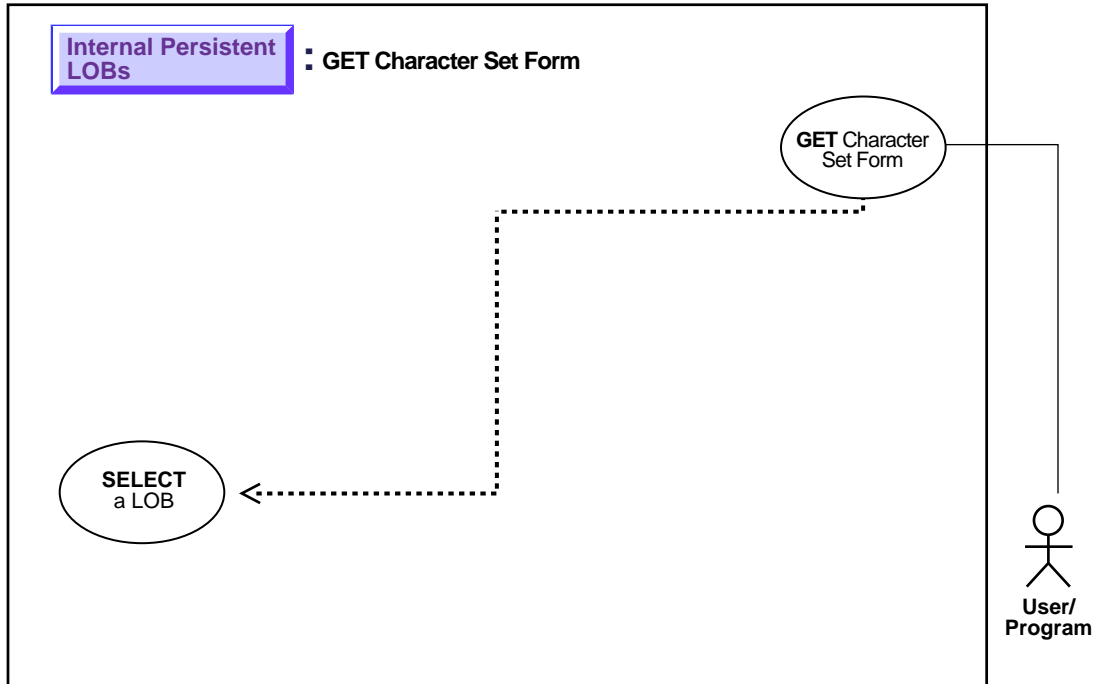 Internal Persistent
LOBs
: GET Character Set Form
GET Character
Set Form
SELECT
a LOB
User/
Program